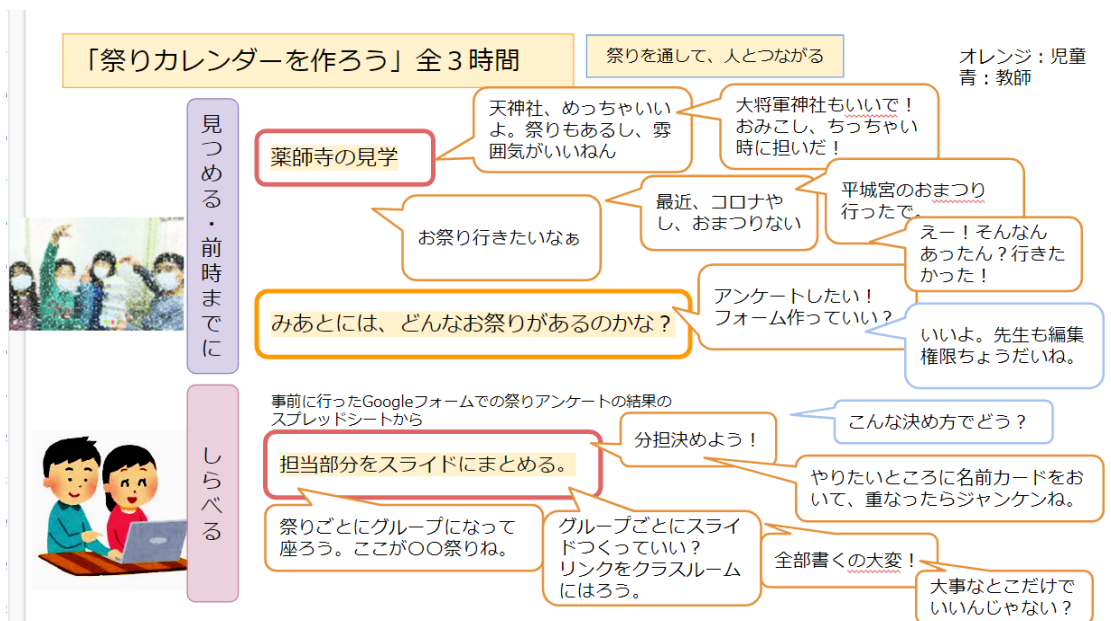 「祭りカレンダーを作ろう」全３時間
祭りを通して、人とつながる
オレンジ：児童
青：教師
見つめる・前時までに
薬師寺の見学
天神社、めっちゃいい
よ。祭りもあるし、雰
囲気がいいねん
大将軍神社もいいで！
おみこし、ちっちゃい
時に担いだ！
お祭り行きたいなぁ
最近、コロナや
し、おまつりない
平城宮のおまつり
行ったで。
えー！そんなん
あったん？行きた
かった！
みあとには、どんなお祭りがあるのかな？
アンケートしたい！
フォーム作っていい？
いいよ。先生も編集
権限ちょうだいね。
しらべる
事前に行ったGoogleフォームでの祭りアンケートの結果の
スプレッドシートから
担当部分をスライドにまとめる。
分担決めよう！
こんな決め方でどう？
やりたいところに名前カードをお
いて、重なったらジャンケンね。
祭りごとにグループになって
座ろう。ここが〇〇祭りね。
グループごとにスライ
ドつくっていい？
リンクをクラスルーム
にはろう。
全部書くの大変！
大事なとこだけで
いいんじゃない？